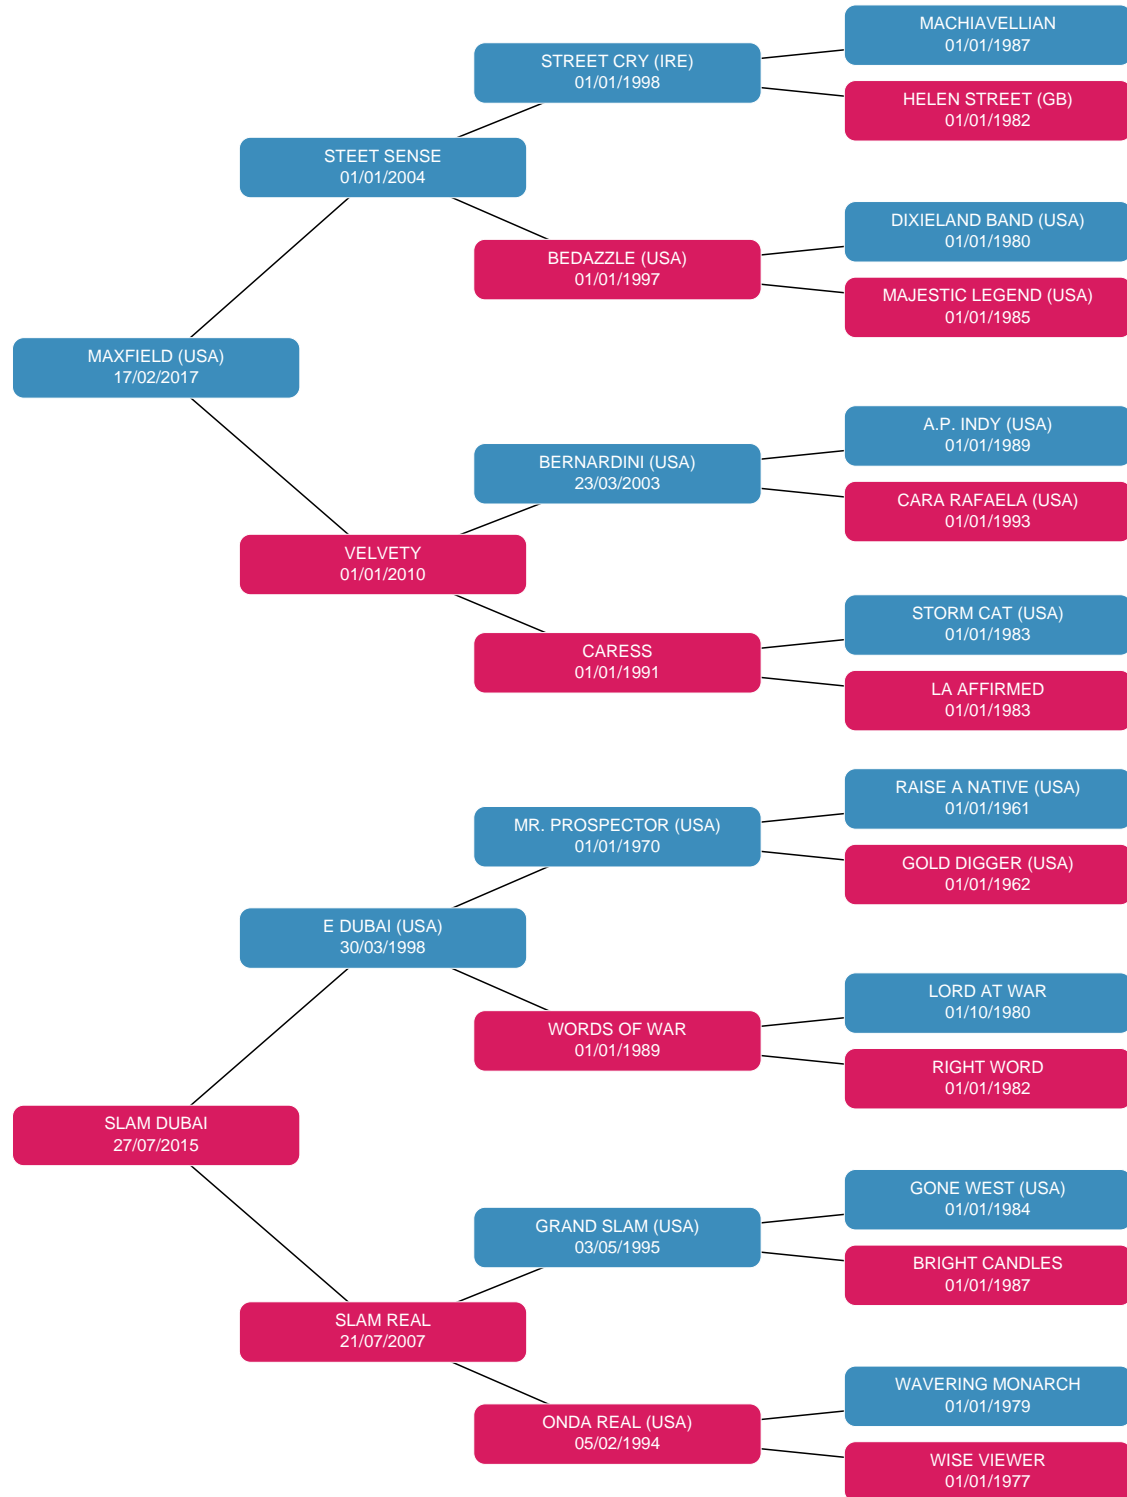 MACHIAVELLIAN
01/01/1987
STREET CRY (IRE)
01/01/1998
HELEN STREET (GB)
01/01/1982
STEET SENSE
01/01/2004
DIXIELAND BAND (USA)
01/01/1980
BEDAZZLE (USA)
01/01/1997
MAJESTIC LEGEND (USA)
01/01/1985
MAXFIELD (USA)
17/02/2017
A.P. INDY (USA)
01/01/1989
BERNARDINI (USA)
23/03/2003
CARA RAFAELA (USA)
01/01/1993
VELVETY
01/01/2010
STORM CAT (USA)
01/01/1983
CARESS
01/01/1991
LA AFFIRMED
01/01/1983
RAISE A NATIVE (USA)
01/01/1961
MR. PROSPECTOR (USA)
01/01/1970
GOLD DIGGER (USA)
01/01/1962
E DUBAI (USA)
30/03/1998
LORD AT WAR
01/10/1980
WORDS OF WAR
01/01/1989
RIGHT WORD
01/01/1982
SLAM DUBAI
27/07/2015
GONE WEST (USA)
01/01/1984
GRAND SLAM (USA)
03/05/1995
BRIGHT CANDLES
01/01/1987
SLAM REAL
21/07/2007
WAVERING MONARCH
01/01/1979
ONDA REAL (USA)
05/02/1994
WISE VIEWER
01/01/1977